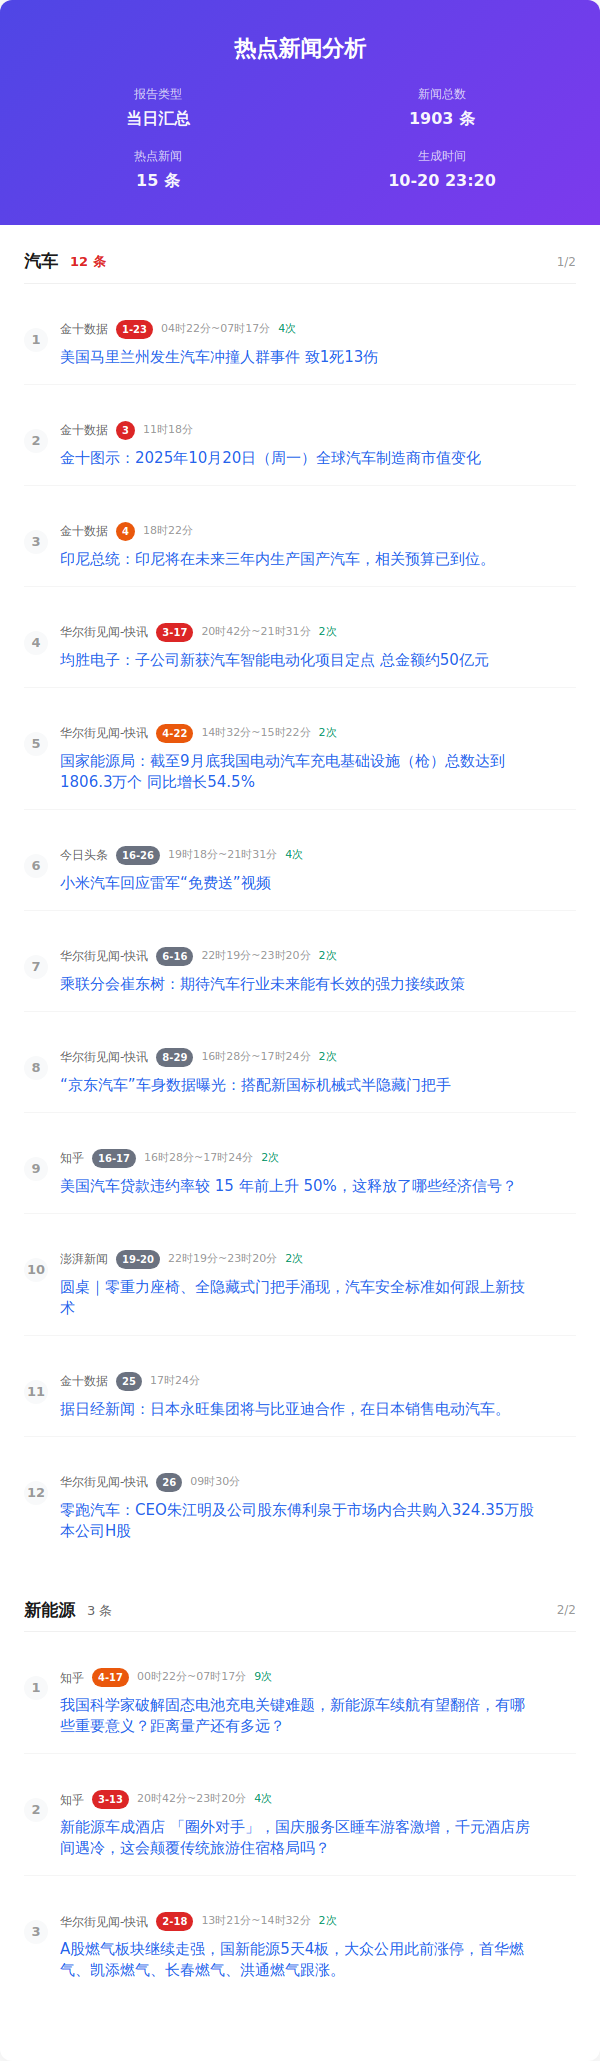 热点新闻分析
报告类型
新闻总数
当日汇总
1903 条
热点新闻
生成时间
15 条
10-20 23:20
汽车 12 条 1/2
1 金十数据 1-23 04时22分~07时17分 4次
美国马里兰州发生汽车冲撞人群事件 致1死13伤
2 金十数据 3 11时18分
金十图示：2025年10月20日（周一）全球汽车制造商市值变化
3 金十数据 4 18时22分
印尼总统：印尼将在未来三年内生产国产汽车，相关预算已到位。
4 华尔街见闻-快讯 3-17 20时42分~21时31分 2次
均胜电子：子公司新获汽车智能电动化项目定点 总金额约50亿元
5 华尔街见闻-快讯 4-22 14时32分~15时22分 2次
国家能源局：截至9月底我国电动汽车充电基础设施（枪）总数达到
1806.3万个 同比增长54.5%
6 今日头条 16-26 19时18分~21时31分 4次
小米汽车回应雷军“免费送”视频
7 华尔街见闻-快讯 6-16 22时19分~23时20分 2次
乘联分会崔东树：期待汽车行业未来能有长效的强力接续政策
8 华尔街见闻-快讯 8-29 16时28分~17时24分 2次
“京东汽车”车身数据曝光：搭配新国标机械式半隐藏门把手
9 知乎 16-17 16时28分~17时24分 2次
美国汽车贷款违约率较 15 年前上升 50%，这释放了哪些经济信号？
10 澎湃新闻 19-20 22时19分~23时20分 2次
圆桌｜零重力座椅、全隐藏式门把手涌现，汽车安全标准如何跟上新技
术
11 金十数据 25 17时24分
据日经新闻：日本永旺集团将与比亚迪合作，在日本销售电动汽车。
12 华尔街见闻-快讯 26 09时30分
零跑汽车：CEO朱江明及公司股东傅利泉于市场内合共购入324.35万股
本公司H股
新能源 3 条 2/2
1 知乎 4-17 00时22分~07时17分 9次
我国科学家破解固态电池充电关键难题，新能源车续航有望翻倍，有哪
些重要意义？距离量产还有多远？
2 知乎 3-13 20时42分~23时20分 4次
新能源车成酒店 「圈外对手」，国庆服务区睡车游客激增，千元酒店房
间遇冷，这会颠覆传统旅游住宿格局吗？
3 华尔街见闻-快讯 2-18 13时21分~14时32分 2次
A股燃气板块继续走强，国新能源5天4板，大众公用此前涨停，首华燃
气、凯添燃气、长春燃气、洪通燃气跟涨。